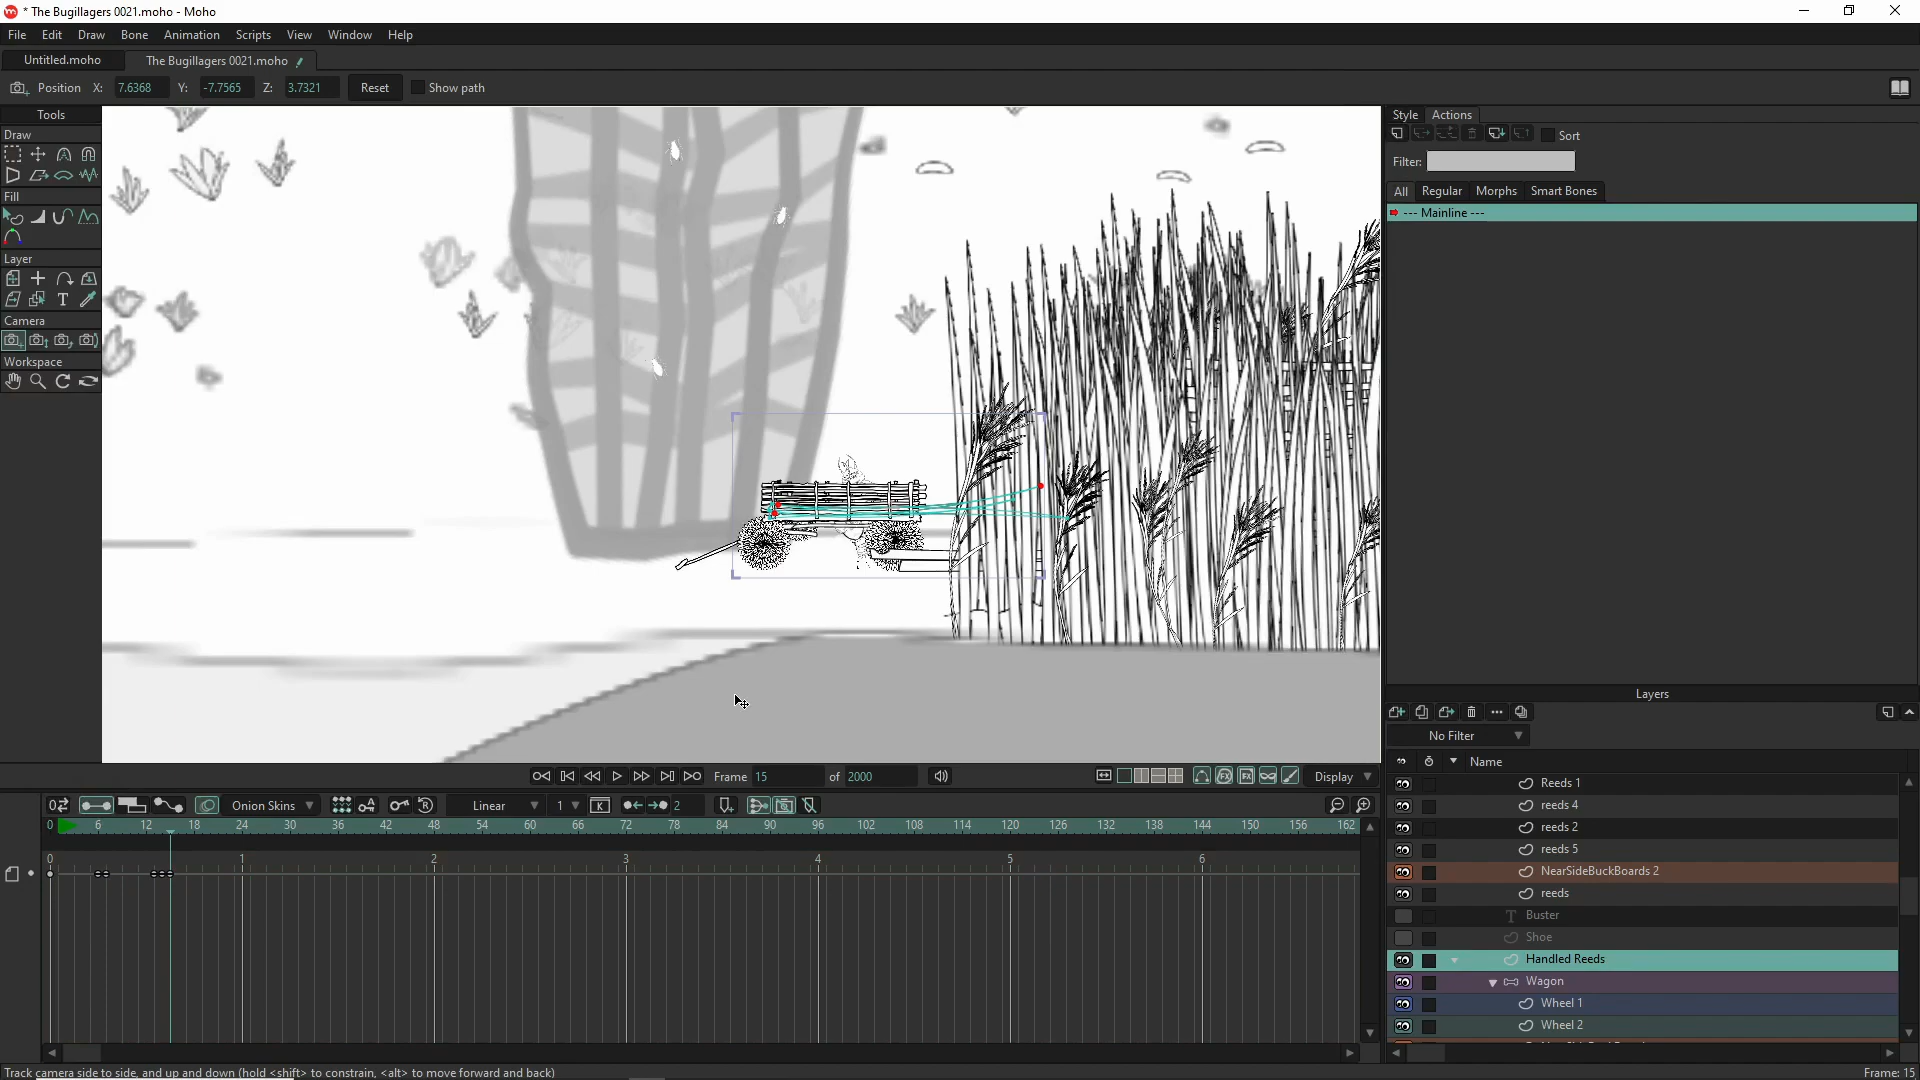 * The Bugillagers 0021.moho - Moho
File Edit Draw Bone Animation Scripts View Window Help
Untitled.moho The Bugillagers 0021.moho
Position X: 7.6368 Y: -7.7565 Z: 3.7321 Reset Show path
Tools
Draw
Fill
Layer
Camera
Workspace
Style Actions
Sort
Filter:
All Regular Morphs Smart Bones
--- Mainline ---
Layers
No Filter
Name
Reeds 1
reeds 4
reeds 2
reeds 5
NearSideBuckBoards 2
reeds
Buster
Shoe
Handled Reeds
Wagon
Wheel 1
Wheel 2
Frame 15 of 2000 Display
Onion Skins Linear 1 2
0 6 12 18 24 30 36 42 48 54 60 66 72 78 84 90 96 102 108 114 120 126 132 138 144 150 156 162
0 1 2 3 4 5 6
Track camera side to side, and up and down (hold <shift> to constrain, <alt> to move forward and back) Frame: 15